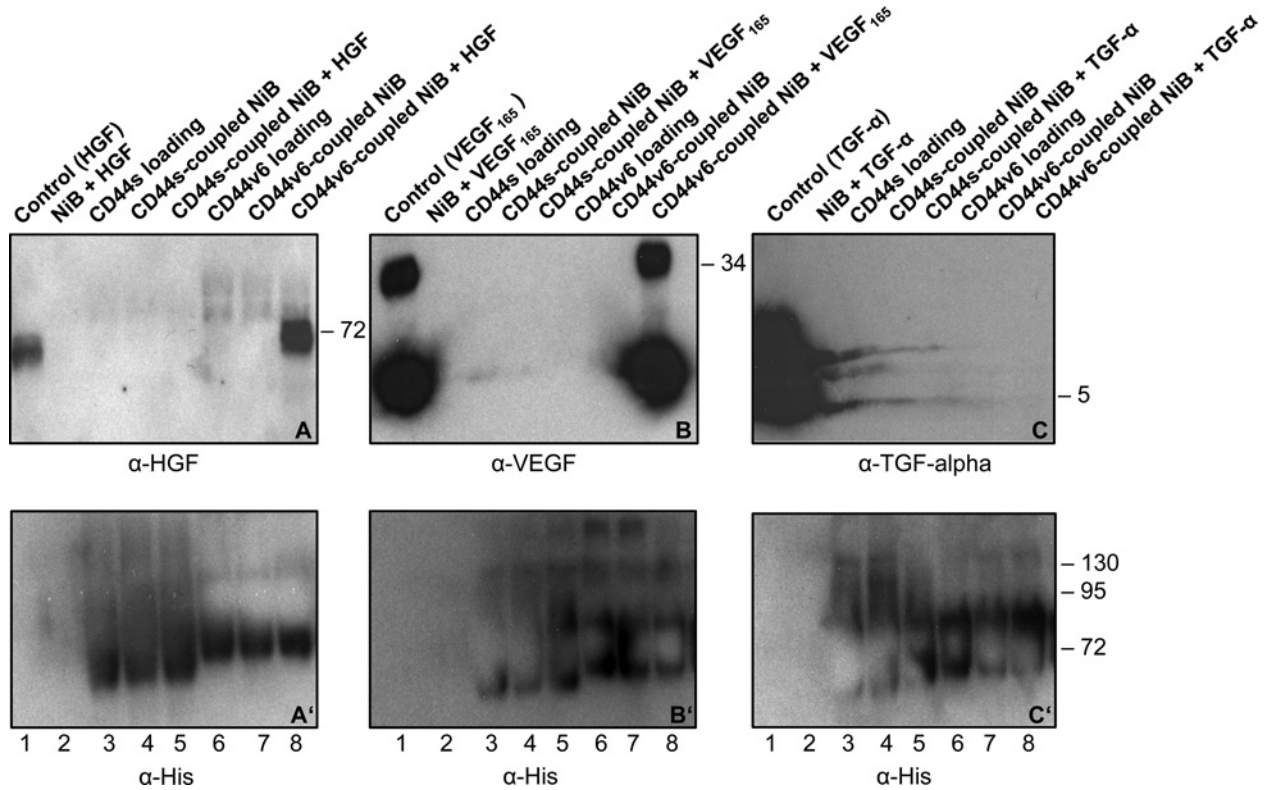 Control (HGF)
NiB + HGF
CD44s loading
CD44s-coupled NiB
CD44s-coupled NiB + HGF
CD44v6 loading
CD44v6-coupled NiB
CD44v6-coupled NiB + HGF
Control (VEGF165)
NiB + VEGF165
CD44s loading
CD44s-coupled NiB
CD44s-coupled NiB + VEGF165
CD44v6 loading
CD44v6-coupled NiB
CD44v6-coupled NiB + VEGF165
Control (TGF-α)
NiB + TGF-α
CD44s loading
CD44s-coupled NiB
CD44s-coupled NiB + TGF-α
CD44v6 loading
CD44v6-coupled NiB
CD44v6-coupled NiB + TGF-α
– 72
– 34
– 5
A
B
C
α-HGF
α-VEGF
α-TGF-alpha
– 130
– 95
– 72
A‘
B‘
C‘
1 2 3 4 5 6 7 8
1 2 3 4 5 6 7 8
1 2 3 4 5 6 7 8
α-His
α-His
α-His